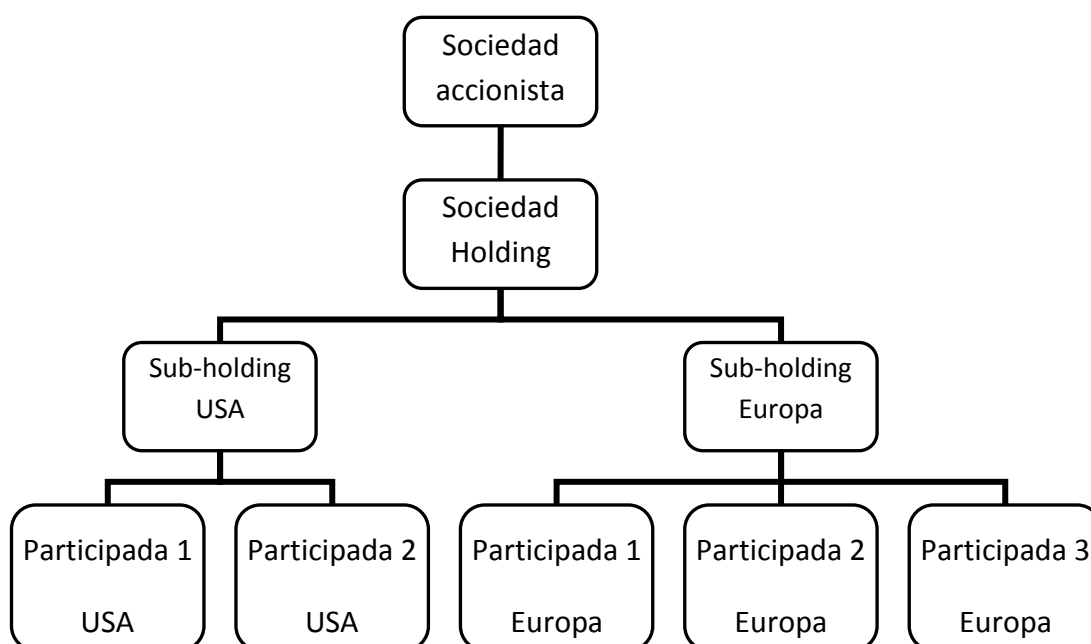 Sociedad
accionista
Sociedad
Holding
Sub-holding
USA
Sub-holding
Europa
Participada 1
USA
Participada 2
USA
Participada 1
Europa
Participada 2
Europa
Participada 3
Europa